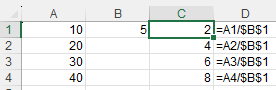 A B C D
1 10 5 2 =A1/$B$1
2 20 4 =A2/$B$1
3 30 6 =A3/$B$1
4 40 8 =A4/$B$1